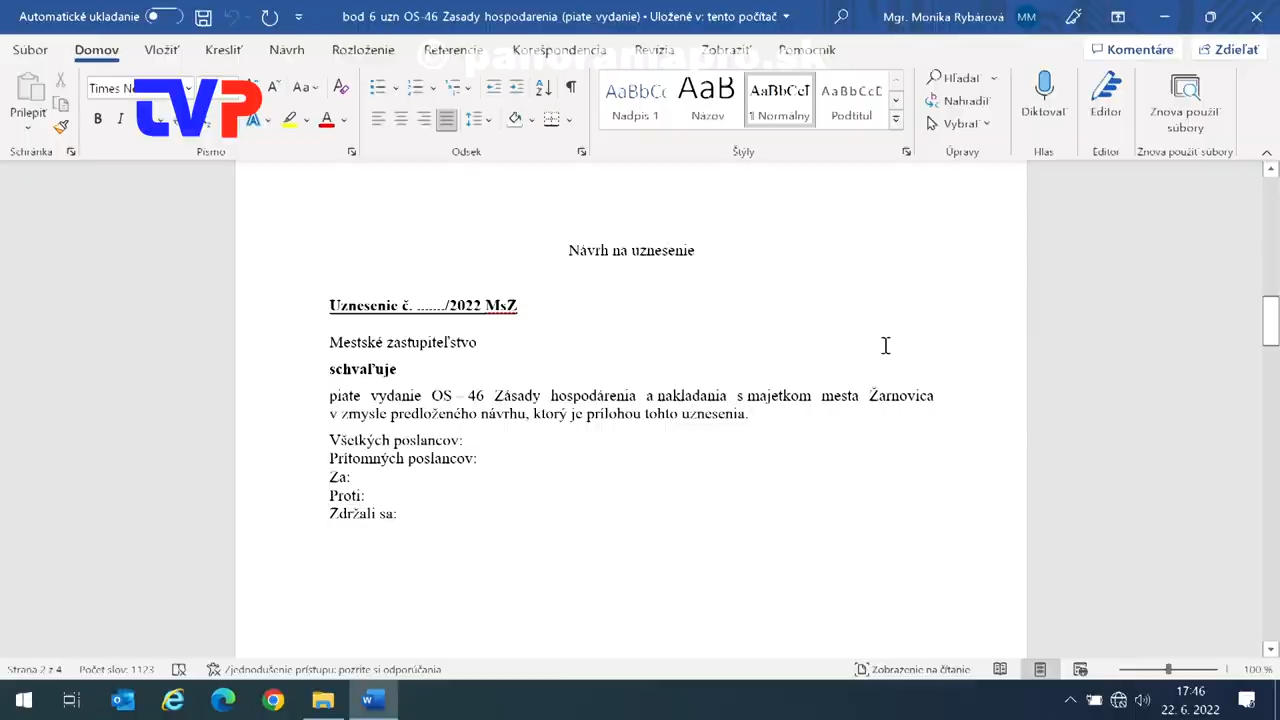 Automatické ukladanie
bod 6 uzn OS-46 Zasady hospodarenia (piate vydanie) • Uložené v: tento počítač
Mgr. Monika Rybárová
MM
Súbor Domov Vložiť Kresliť Návrh Rozloženie Referencie Korešpondencia Revízia Zobraziť Pomocník
Komentáre Zdieľať
© panoramapro.sk
TVP
Prilepiť
Times Ne
B I
Aa
A
AaBbCc AaB AaBbCcI AaBbCcD
Nadpis 1 Názov ¶ Normálny Podtitul
Hľadať
Nahradiť
Vybrať
Diktovať
Editor
Znova použiť
súbory
Schránka Písmo Odsek Štýly Úpravy Hlas Editor Znova použiť súbory
Návrh na uznesenie
Uznesenie č. ......./2022 MsZ
Mestské zastupiteľstvo
schvaľuje
piate vydanie OS – 46 Zásady hospodárenia a nakladania s majetkom mesta Žarnovica
v zmysle predloženého návrhu, ktorý je prílohou tohto uznesenia.
Všetkých poslancov:
Prítomných poslancov:
Za:
Proti:
Zdržali sa:
Strana 2 z 4 Počet slov: 1123 Zjednodušenie prístupu: pozrite si odporúčania
Zobrazenie na čítanie
100 %
17:46
22. 6. 2022